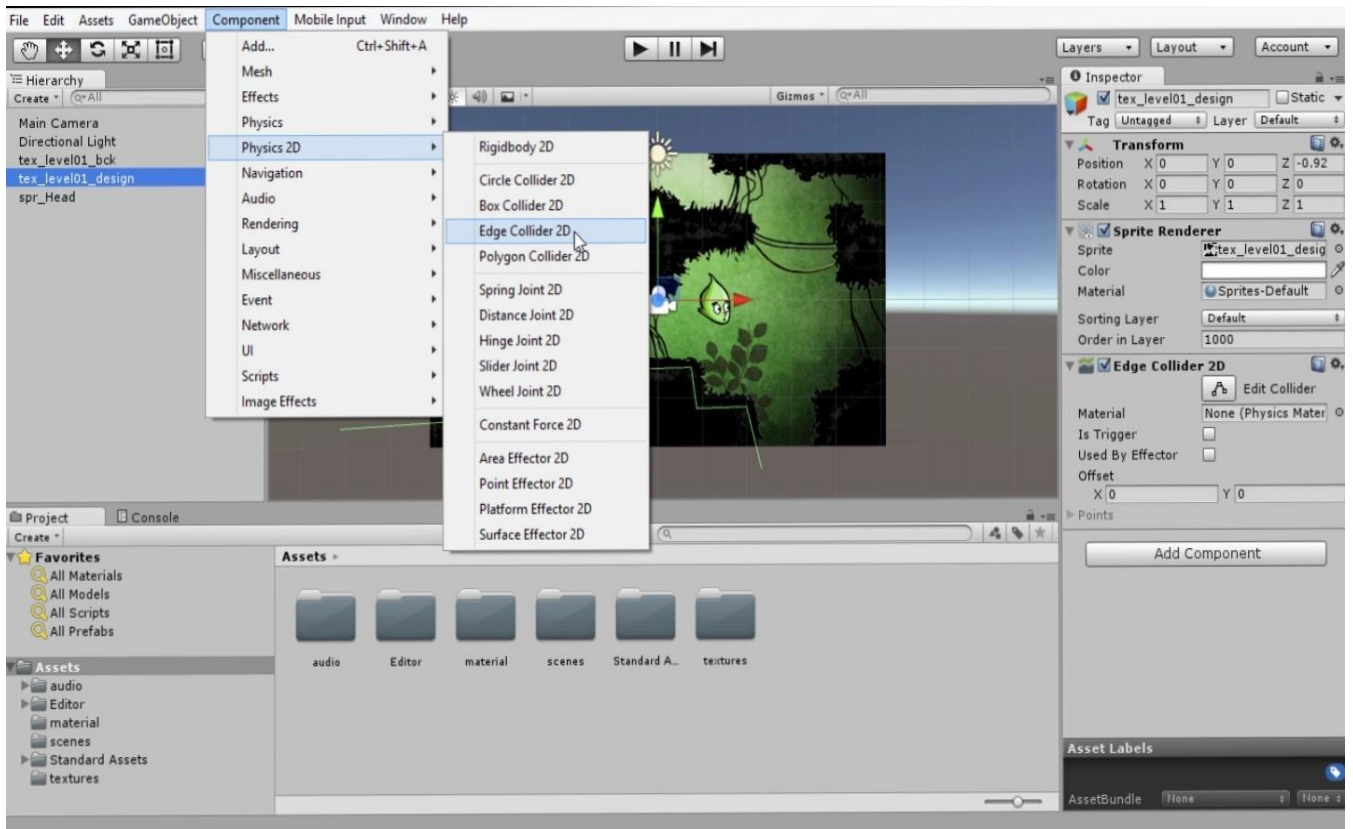 File Edit Assets GameObject Component Mobile Input Window Help
Layers Layout Account
Hierarchy
Create All
Main Camera
Directional Light
tex_level01_bck
tex_level01_design
spr_Head
Add... Ctrl+Shift+A
Mesh
Effects
Physics
Physics 2D
Navigation
Audio
Rendering
Layout
Miscellaneous
Event
Network
UI
Scripts
Image Effects
Rigidbody 2D
Circle Collider 2D
Box Collider 2D
Edge Collider 2D
Polygon Collider 2D
Spring Joint 2D
Distance Joint 2D
Hinge Joint 2D
Slider Joint 2D
Wheel Joint 2D
Constant Force 2D
Area Effector 2D
Point Effector 2D
Platform Effector 2D
Surface Effector 2D
Gizmos All
Inspector
tex_level01_design Static
Tag Untagged Layer Default
Transform
Position X 0 Y 0 Z -0.92
Rotation X 0 Y 0 Z 0
Scale X 1 Y 1 Z 1
Sprite Renderer
Sprite tex_level01_desig
Color
Material Sprites-Default
Sorting Layer Default
Order in Layer 1000
Edge Collider 2D
Edit Collider
Material None (Physics Mater
Is Trigger
Used By Effector
Offset
X 0 Y 0
Points
Add Component
Project Console
Create
Favorites
All Materials
All Models
All Scripts
All Prefabs
Assets
audio
Editor
material
scenes
Standard Assets
textures
Assets
audio Editor material scenes Standard A... textures
Asset Labels
AssetBundle None None